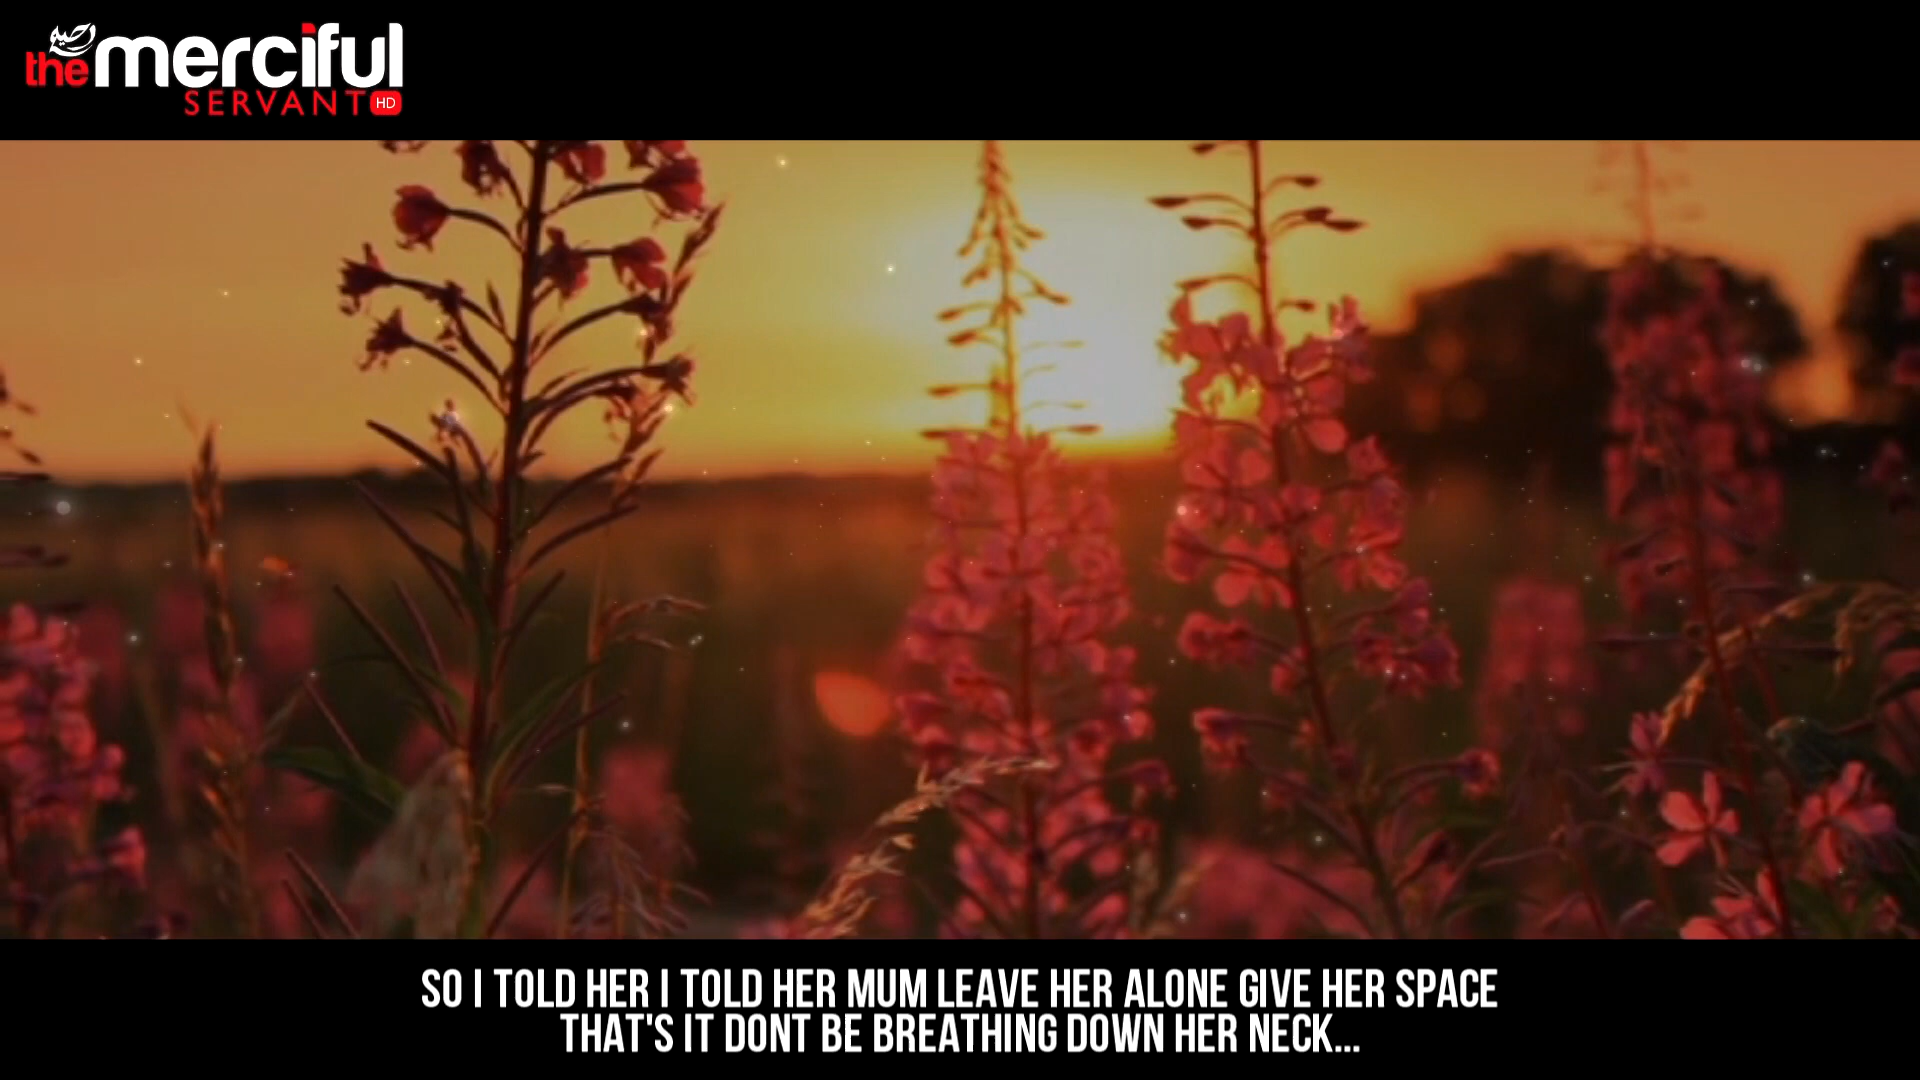 the merciful
SERVANT HD
SO I TOLD HER I TOLD HER MUM LEAVE HER ALONE GIVE HER SPACE
THAT'S IT DONT BE BREATHING DOWN HER NECK...